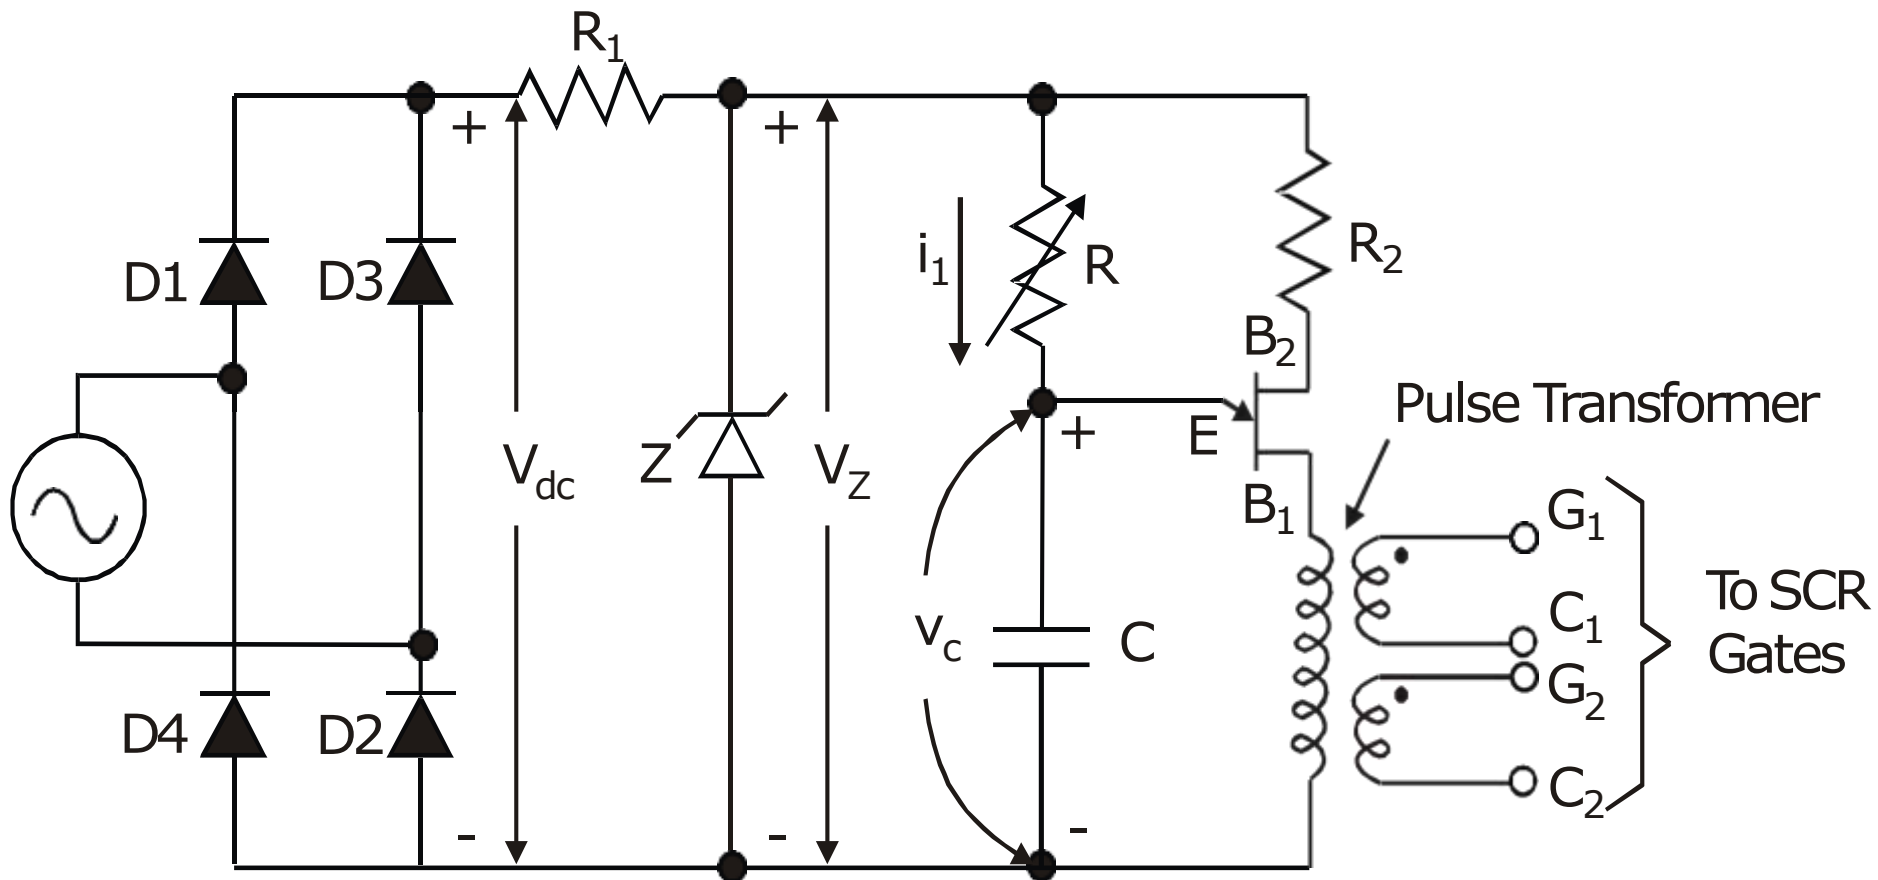 R1
+
+
D1
D3
i1
R
R2
B2
Pulse Transformer
+
E
Vdc
Z
VZ
B1
G1
To SCR
Gates
C1
vc
C
G2
D4
D2
C2
-
-
-